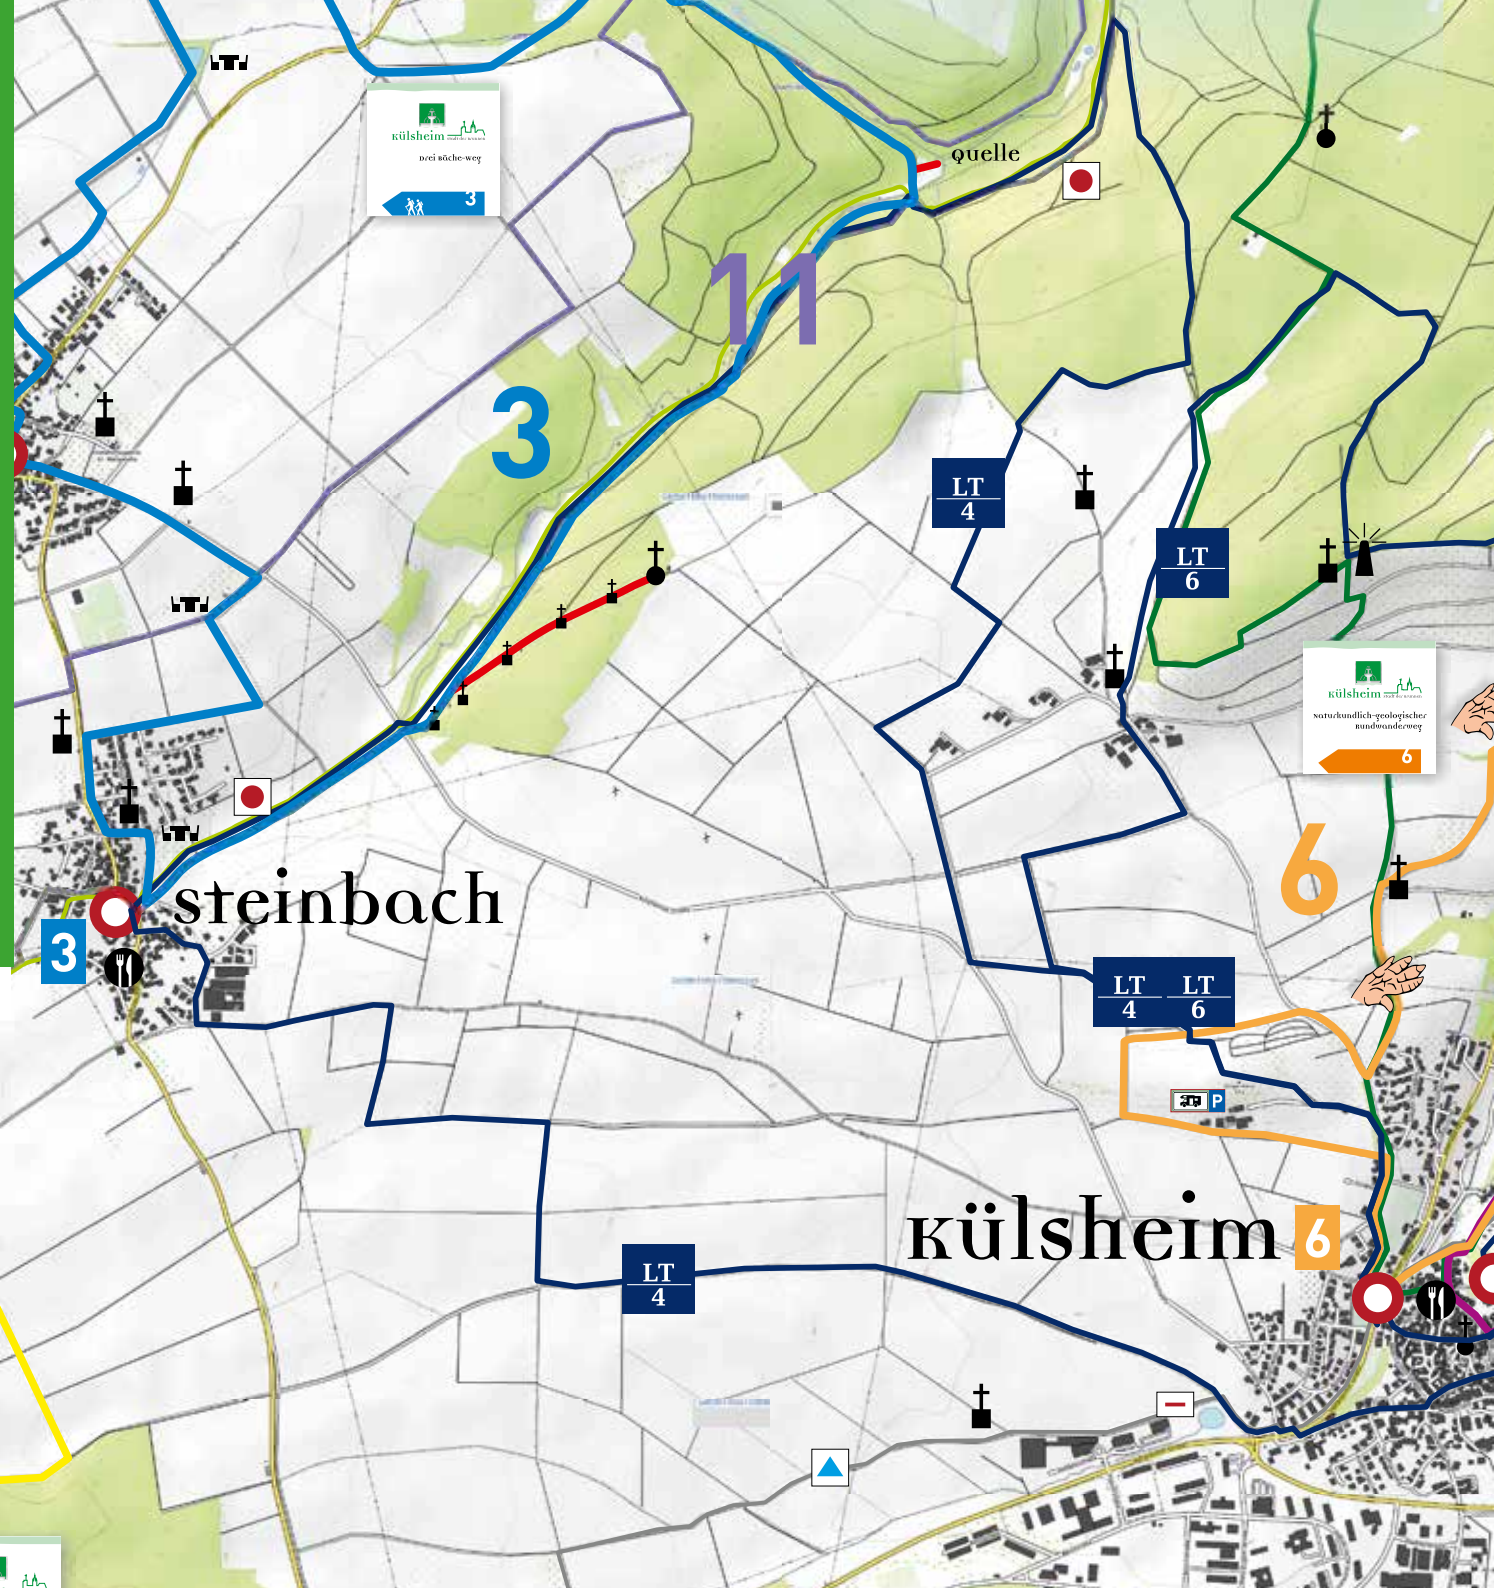 Külsheim
Drei Bäche-Weg
3
Quelle
11
3
LT
4
LT
6
Külsheim
Naturkundlich-geologischer
Rundwanderweg
6
6
Steinbach
3
LT
4
LT
6
P
Külsheim
6
LT
4